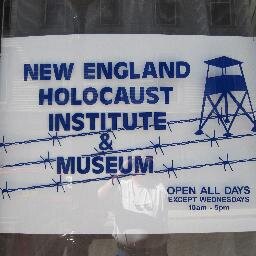 NEW ENGLAND
HOLOCAUST
INSTITUTE
&
MUSEUM
OPEN ALL DAYS
EXCEPT WEDNESDAYS
10am - 5pm